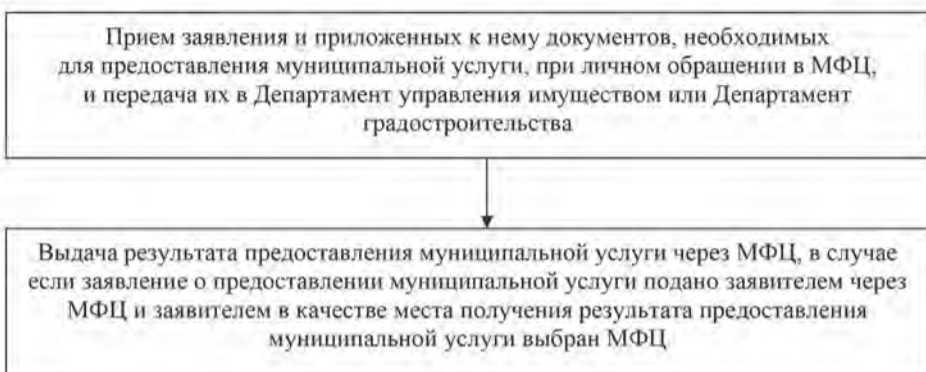 Прием заявления и приложенных к нему документов, необходимых
для предоставления муниципальной услуги, при личном обращении в МФЦ,
и передача их в Департамент управления имуществом или Департамент
градостроительства
Выдача результата предоставления муниципальной услуги через МФЦ, в случае
если заявление о предоставлении муниципальной услуги подано заявителем через
МФЦ и заявителем в качестве места получения результата предоставления
муниципальной услуги выбран МФЦ